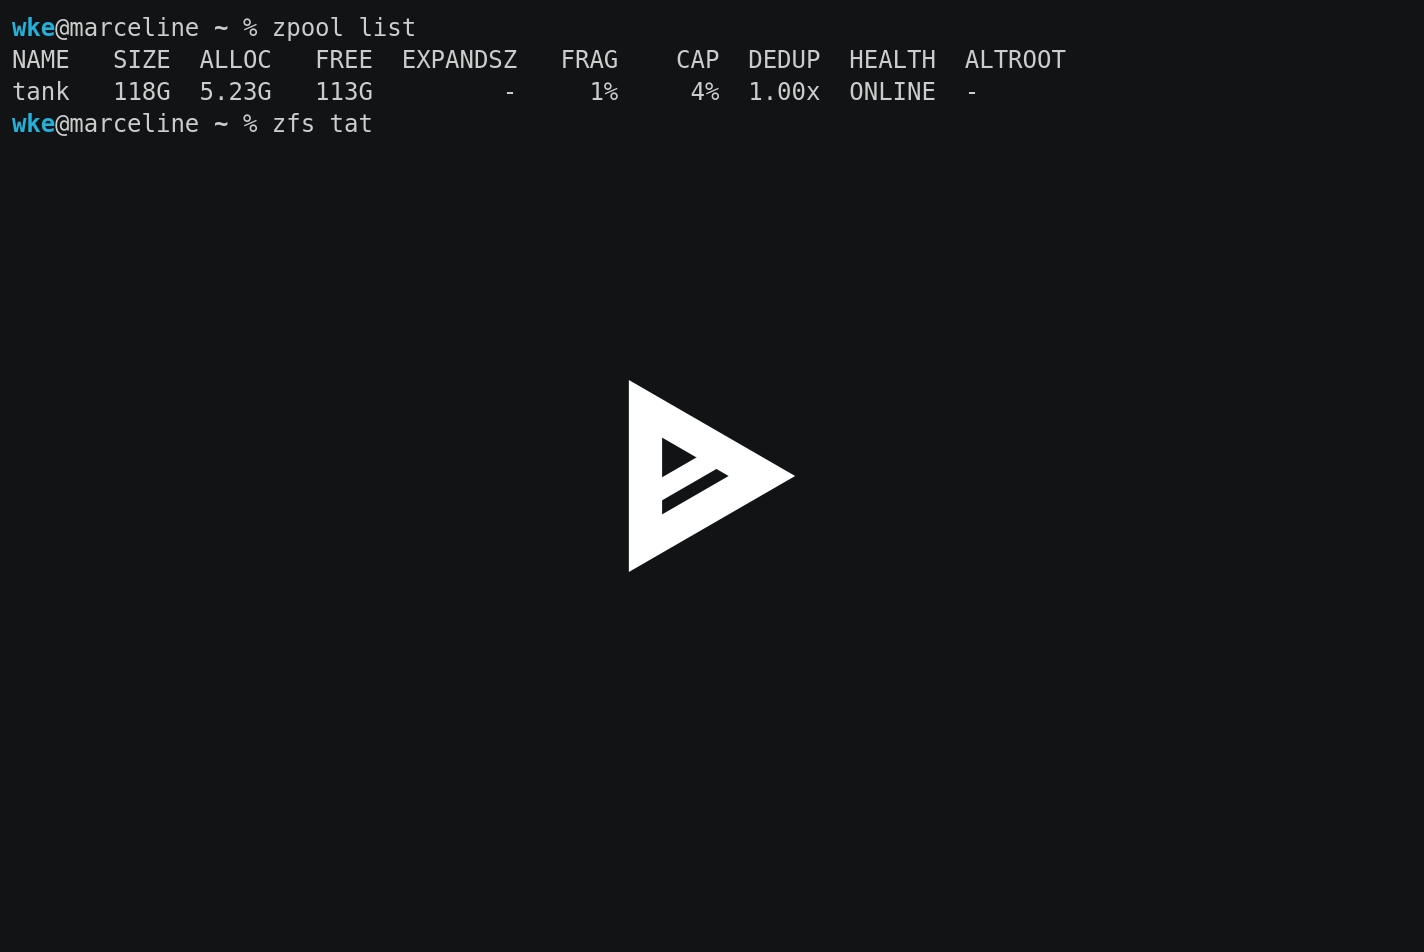 wke@marceline ~ % zpool list
NAME   SIZE  ALLOC   FREE  EXPANDSZ   FRAG    CAP  DEDUP  HEALTH  ALTROOT
tank   118G  5.23G   113G         -     1%     4%  1.00x  ONLINE  -
wke@marceline ~ % zfs tat